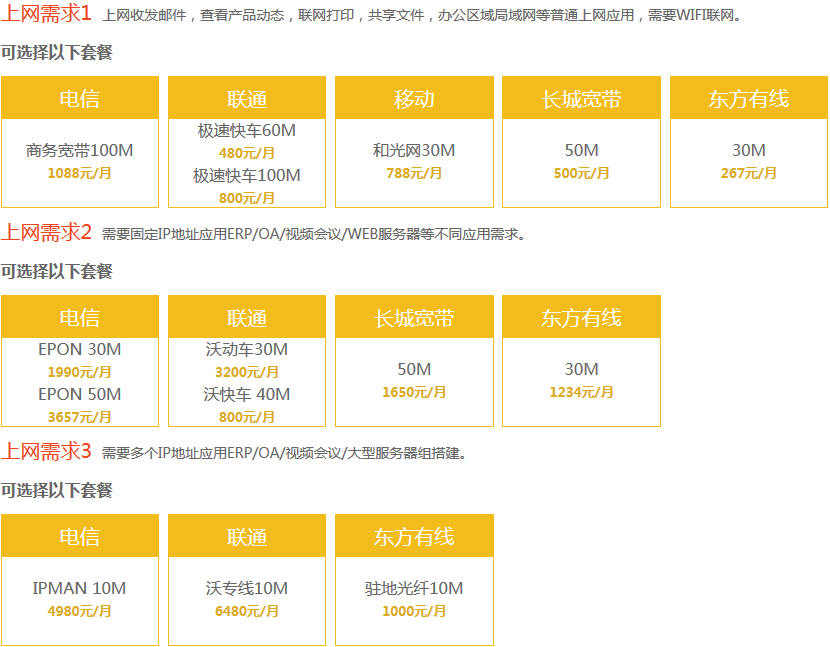 上网需求1 上网收发邮件，查看产品动态，联网打印，共享文件，办公区域局域网等普通上网应用，需要WIFI联网。
可选择以下套餐
电信 联通 移动 长城宽带 东方有线
极速快车60M
商务宽带100M 480元/月 和光网30M 50M 30M
1088元/月 极速快车100M 788元/月 500元/月 267元/月
800元/月
上网需求2 需要固定IP地址应用ERP/OA/视频会议/WEB服务器等不同应用需求。
可选择以下套餐
电信 联通 长城宽带 东方有线
EPON 30M 沃动车30M
1990元/月 3200元/月 50M 30M
EPON 50M 沃快车 40M 1650元/月 1234元/月
3657元/月 800元/月
上网需求3 需要多个IP地址应用ERP/OA/视频会议/大型服务器组搭建。
可选择以下套餐
电信 联通 东方有线
IPMAN 10M 沃专线10M 驻地光纤10M
4980元/月 6480元/月 1000元/月